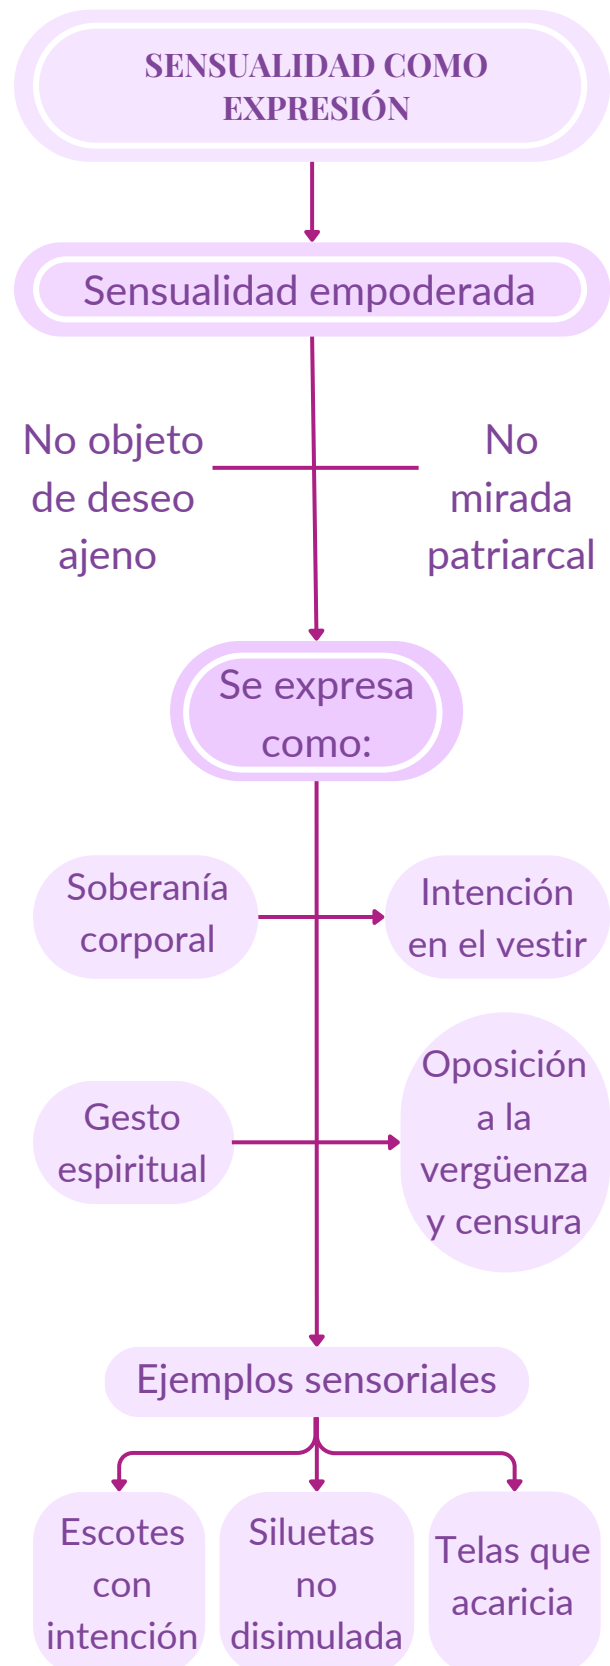 SENSUALIDAD COMO
EXPRESIÓN
Sensualidad empoderada
No objeto
de deseo
ajeno
No
mirada
patriarcal
Se expresa
como:
Soberanía
corporal
Intención
en el vestir
Gesto
espiritual
Oposición
a la
vergüenza
y censura
Ejemplos sensoriales
Escotes
con
intención
Siluetas
no
disimulada
Telas que
acaricia